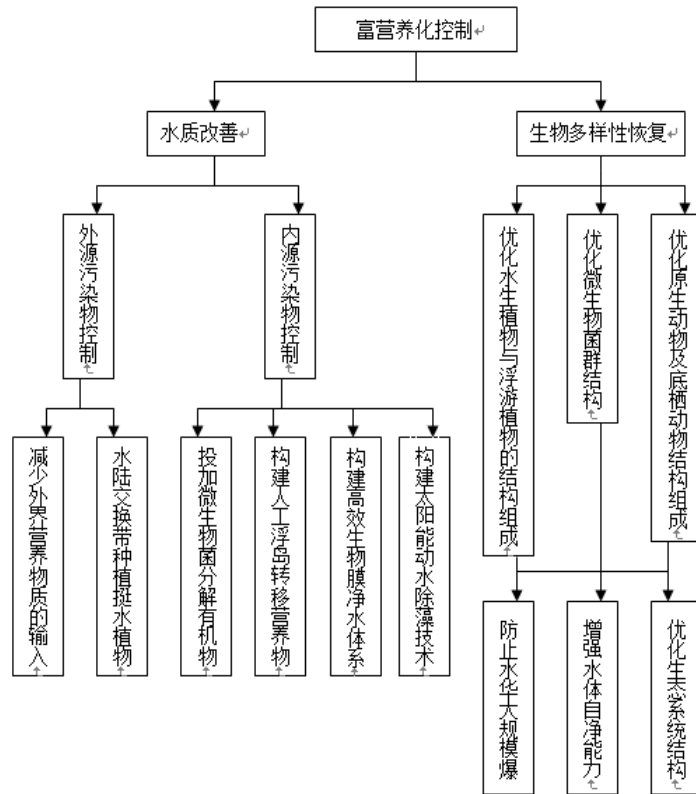 富营养化控制
水质改善
生物多样性恢复
外源污染物控制
内源污染物控制
优化水生植物与浮游植物的结构组成
优化微生物菌群结构
优化原生动物及底栖动物结构组成
减少外界营养物质的输入
水陆交换带种植挺水植物
投加微生物菌分解有机物
构建人工浮岛转移营养物
构建高效生物膜净水体系
构建太阳能动水除藻技术
防止水华大规模爆
增强水体自净能力
优化生态系统结构